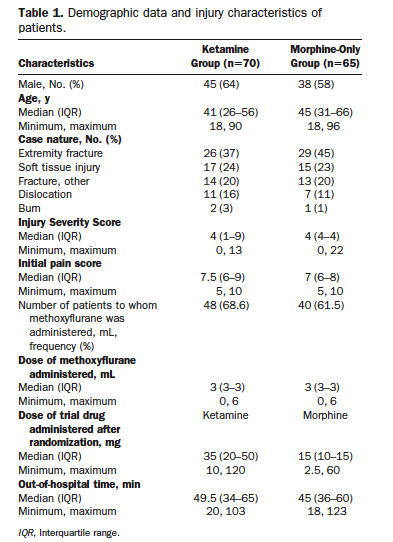 Table 1. Demographic data and injury characteristics of
patients.
Ketamine Morphine-Only
Characteristics Group (n=70) Group (n=65)
Male, No. (%) 45 (64) 38 (58)
Age, y
Median (IQR) 41 (26–56) 45 (31–66)
Minimum, maximum 18, 90 18, 96
Case nature, No. (%)
Extremity fracture 26 (37) 29 (45)
Soft tissue injury 17 (24) 15 (23)
Fracture, other 14 (20) 13 (20)
Dislocation 11 (16) 7 (11)
Burn 2 (3) 1 (1)
Injury Severity Score
Median (IQR) 4 (1–9) 4 (4–4)
Minimum, maximum 0, 13 0, 22
Initial pain score
Median (IQR) 7.5 (6–9) 7 (6–8)
Minimum, maximum 5, 10 5, 10
Number of patients to whom 48 (68.6) 40 (61.5)
methoxyflurane was
administered, mL,
frequency (%)
Dose of methoxyflurane
administered, mL
Median (IQR) 3 (3–3) 3 (3–3)
Minimum, maximum 0, 6 0, 6
Dose of trial drug Ketamine Morphine
administered after
randomization, mg
Median (IQR) 35 (20–50) 15 (10–15)
Minimum, maximum 10, 120 2.5, 60
Out-of-hospital time, min
Median (IQR) 49.5 (34–65) 45 (36–60)
Minimum, maximum 20, 103 18, 123
IQR, Interquartile range.